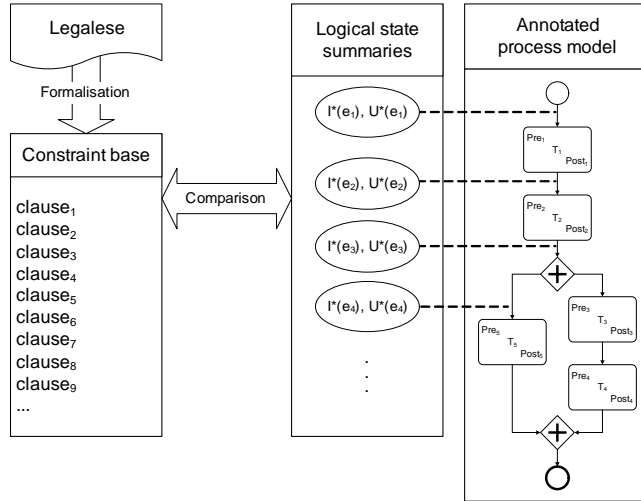 Legalese
Formalisation
Constraint base
clause₁
clause₂
clause₃
clause₄
clause₅
clause₆
clause₇
clause₈
clause₉
...
Comparison
Logical state
summaries
I*(e₁), U*(e₁)
I*(e₂), U*(e₂)
I*(e₃), U*(e₃)
I*(e₄), U*(e₄)
.
.
.
Annotated
process model
Pre₁
T₁
Post₁
Pre₂
T₂
Post₂
Pre₃
T₃
Post₃
Pre₅
T₅
Post₅
Pre₄
T₄
Post₄